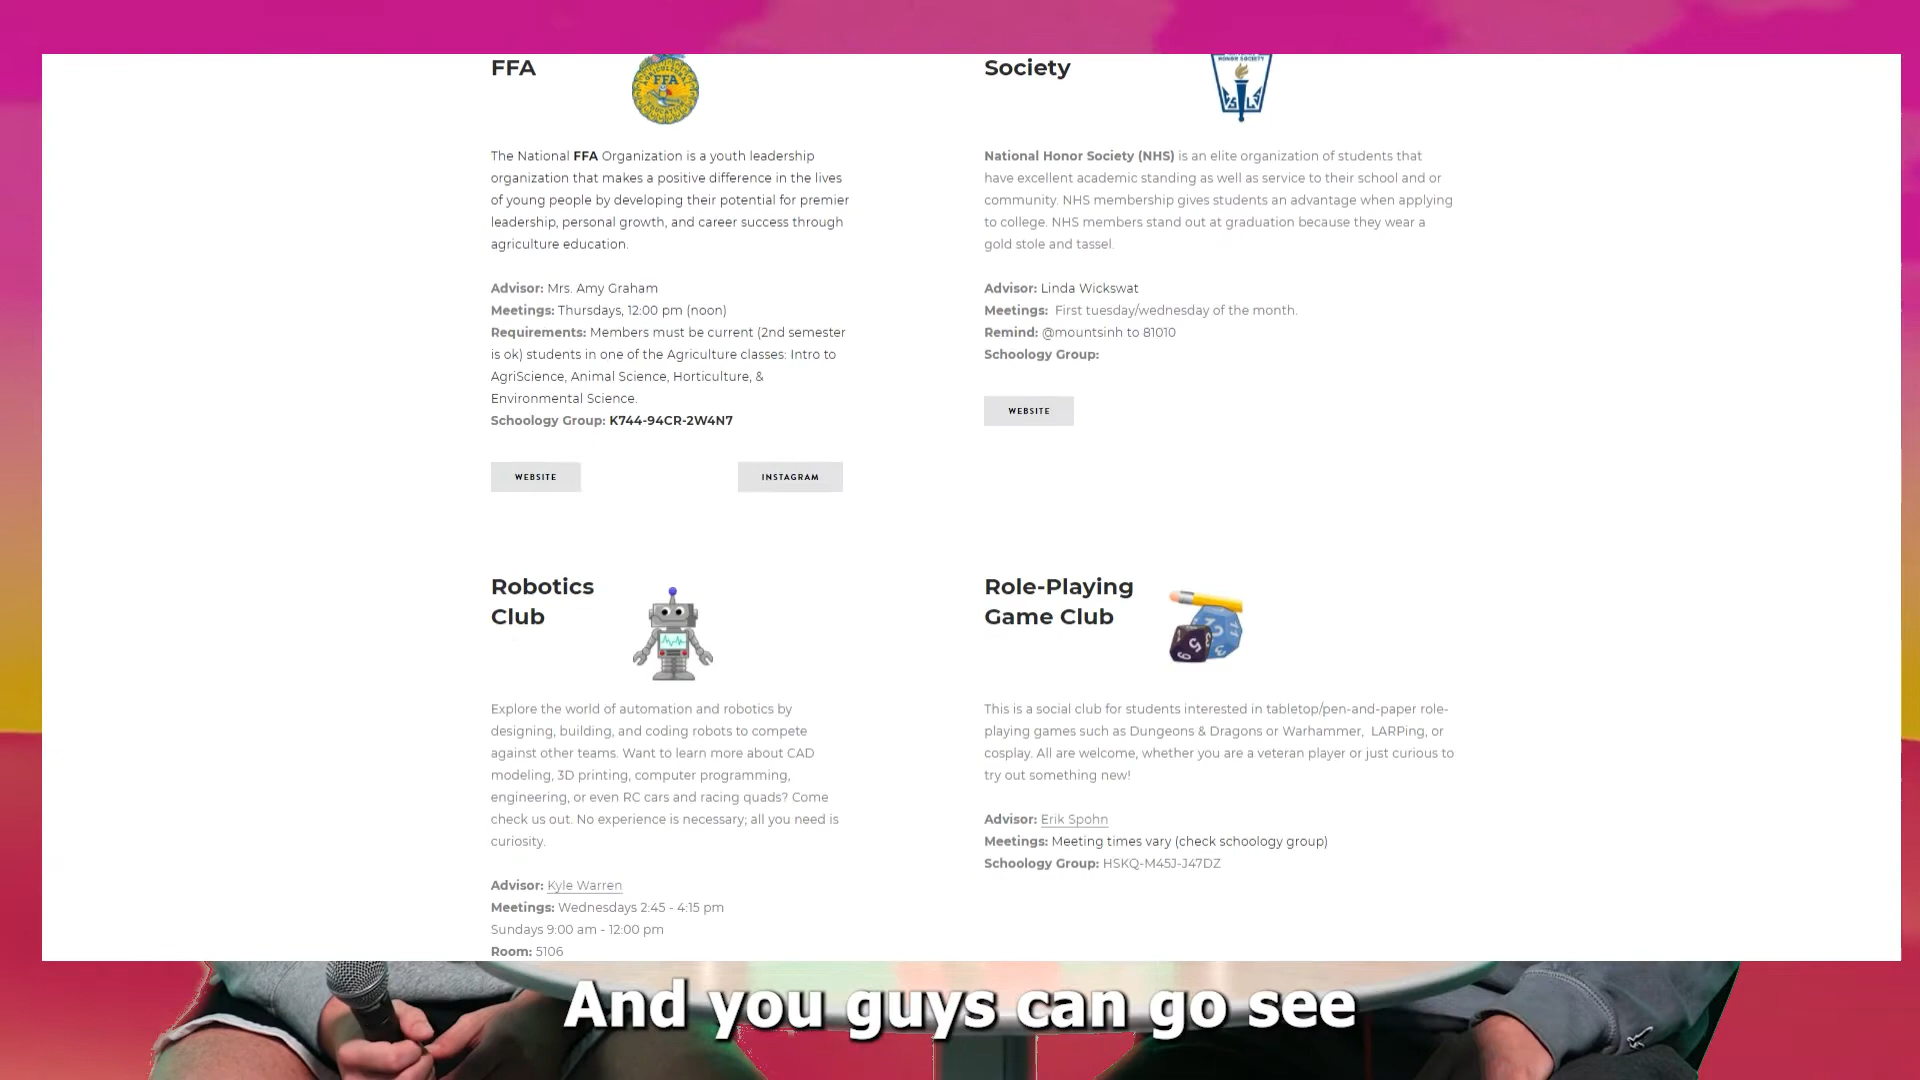 FFA
The National FFA Organization is a youth leadership
organization that makes a positive difference in the lives
of young people by developing their potential for premier
leadership, personal growth, and career success through
agriculture education.
Advisor: Mrs. Amy Graham
Meetings: Thursdays, 12:00 pm (noon)
Requirements: Members must be current (2nd semester
is ok) students in one of the Agriculture classes: Intro to
AgriScience, Animal Science, Horticulture, &
Environmental Science.
Schoology Group: K744-94CR-2W4N7
WEBSITE
INSTAGRAM
Society
HONOR SOCIETY
National Honor Society (NHS) is an elite organization of students that
have excellent academic standing as well as service to their school and or
community. NHS membership gives students an advantage when applying
to college. NHS members stand out at graduation because they wear a
gold stole and tassel.
Advisor: Linda Wickswat
Meetings:  First tuesday/wednesday of the month.
Remind: @mountsinh to 81010
Schoology Group:
WEBSITE
Robotics
Club
Explore the world of automation and robotics by
designing, building, and coding robots to compete
against other teams. Want to learn more about CAD
modeling, 3D printing, computer programming,
engineering, or even RC cars and racing quads? Come
check us out. No experience is necessary; all you need is
curiosity.
Advisor: Kyle Warren
Meetings: Wednesdays 2:45 - 4:15 pm
Sundays 9:00 am - 12:00 pm
Room: 5106
Role-Playing
Game Club
This is a social club for students interested in tabletop/pen-and-paper role-
playing games such as Dungeons & Dragons or Warhammer,  LARPing, or
cosplay. All are welcome, whether you are a veteran player or just curious to
try out something new!
Advisor: Erik Spohn
Meetings: Meeting times vary (check schoology group)
Schoology Group: HSKQ-M45J-J47DZ
And you guys can go see